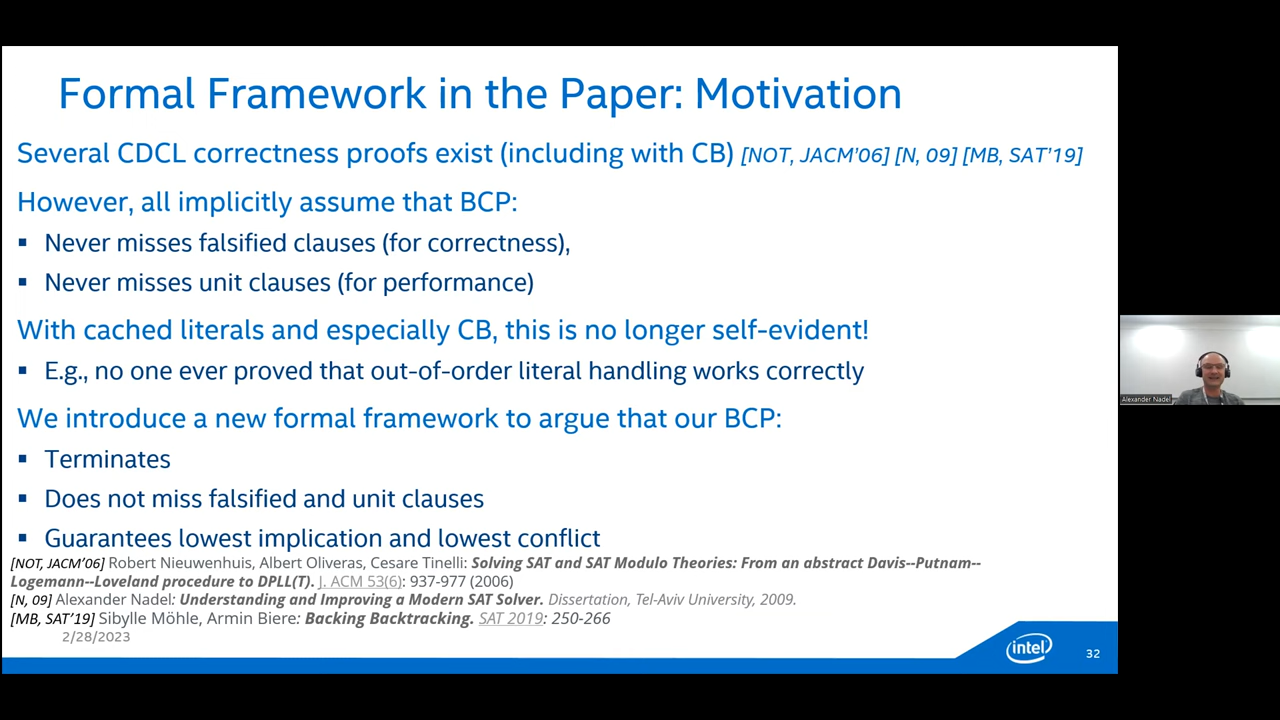 Formal Framework in the Paper: Motivation
Several CDCL correctness proofs exist (including with CB) [NOT, JACM’06] [N, 09] [MB, SAT’19]
However, all implicitly assume that BCP:
▪ Never misses falsified clauses (for correctness),
▪ Never misses unit clauses (for performance)
With cached literals and especially CB, this is no longer self-evident!
▪ E.g., no one ever proved that out-of-order literal handling works correctly
We introduce a new formal framework to argue that our BCP:
▪ Terminates
▪ Does not miss falsified and unit clauses
▪ Guarantees lowest implication and lowest conflict
[NOT, JACM’06] Robert Nieuwenhuis, Albert Oliveras, Cesare Tinelli: Solving SAT and SAT Modulo Theories: From an abstract Davis--Putnam--
Logemann--Loveland procedure to DPLL(T). J. ACM 53(6): 937-977 (2006)
[N, 09] Alexander Nadel: Understanding and Improving a Modern SAT Solver. Dissertation, Tel-Aviv University, 2009.
[MB, SAT’19] Sibylle Möhle, Armin Biere: Backing Backtracking. SAT 2019: 250-266
2/28/2023
intel
32
Alexander Nadel